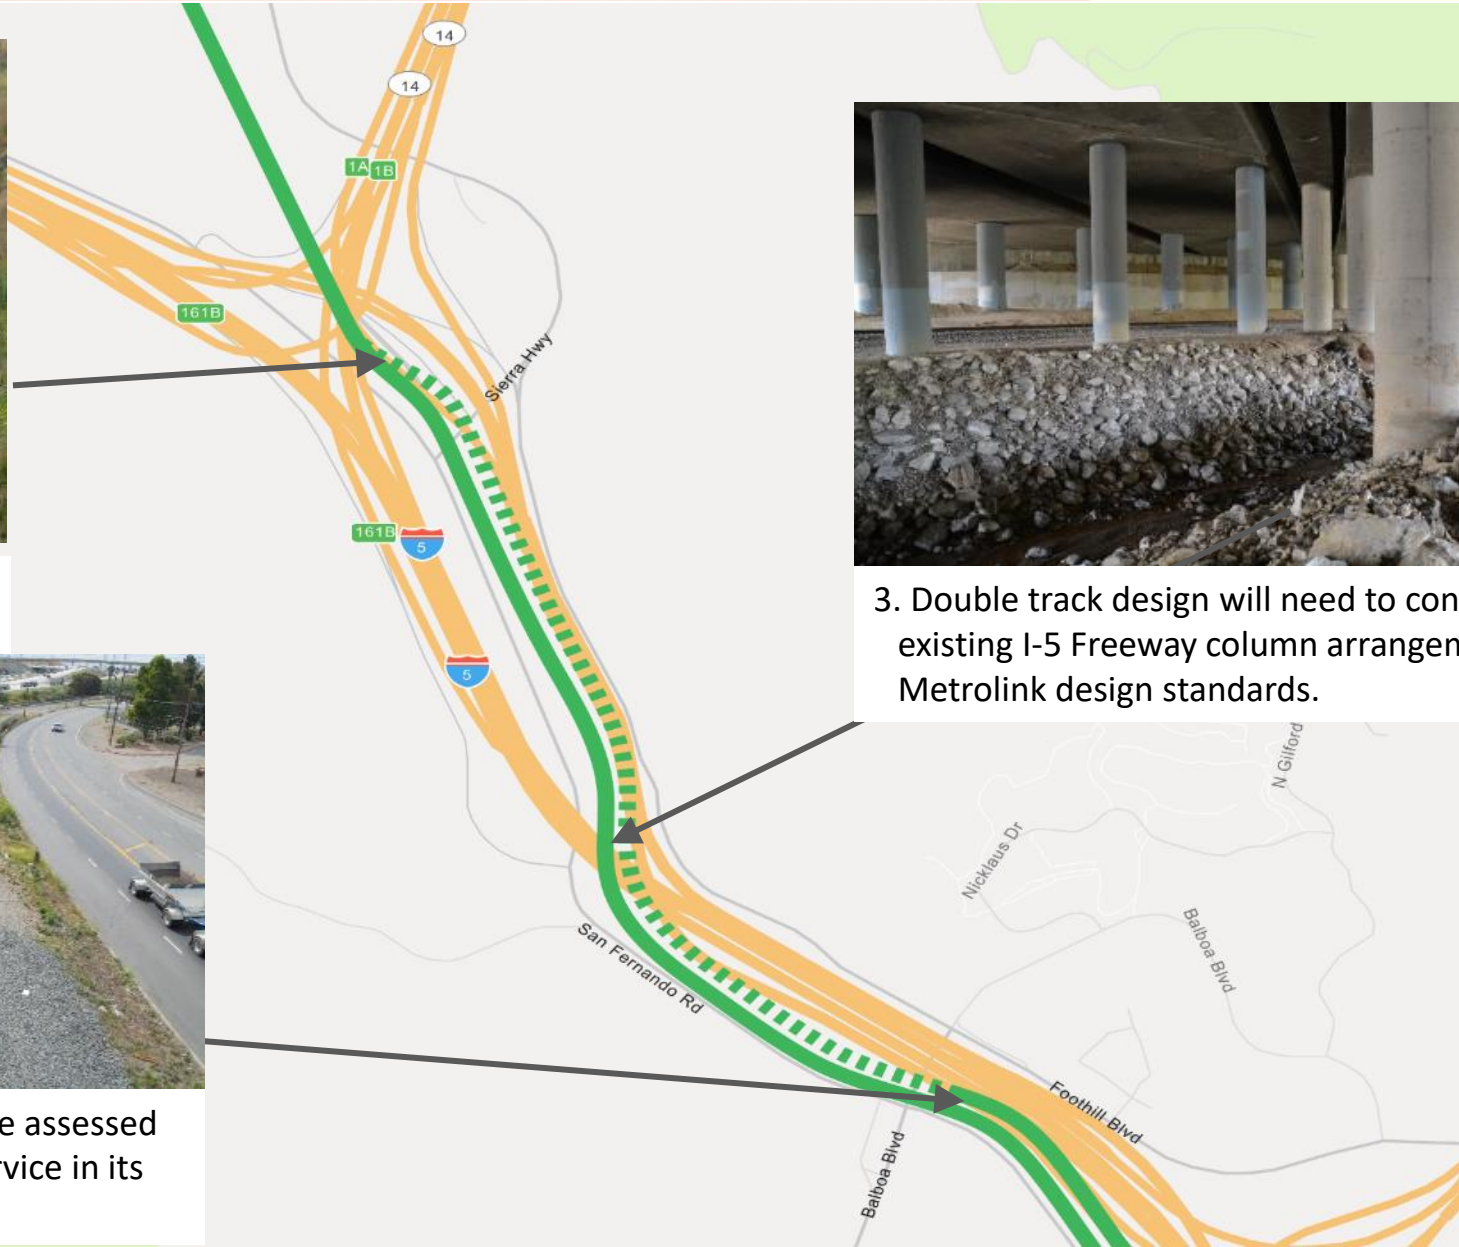 14
14
1A 1B
161B
Sierra Hwy
161B
5
5
3. Double track design will need to con
existing I-5 Freeway column arrangen
Metrolink design standards.
N Gilford
Nicklaus Dr
Balboa Blvd
San Fernando Rd
Foothill Blvd
Balboa Blvd
e assessed
rvice in its